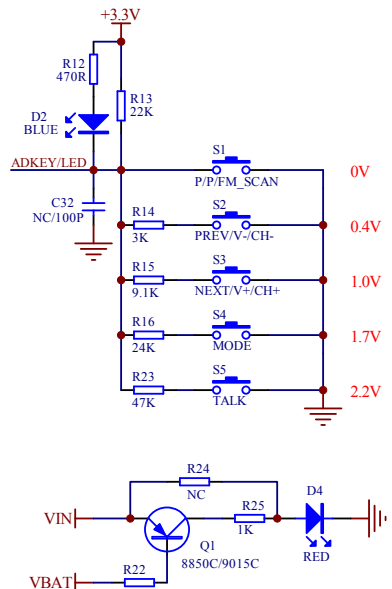 +3.3V
R12
470R
R13
22K
D2
BLUE
ADKEY/LED
S1
P/P/FM_SCAN
0V
C32
NC/100P
R14
3K
S2
PREV/V-/CH-
0.4V
R15
9.1K
S3
NEXT/V+/CH+
1.0V
R16
24K
S4
MODE
1.7V
R23
47K
S5
TALK
2.2V
R24
NC
VIN
R25
1K
D4
RED
Q1
8850C/9015C
VBAT
R22